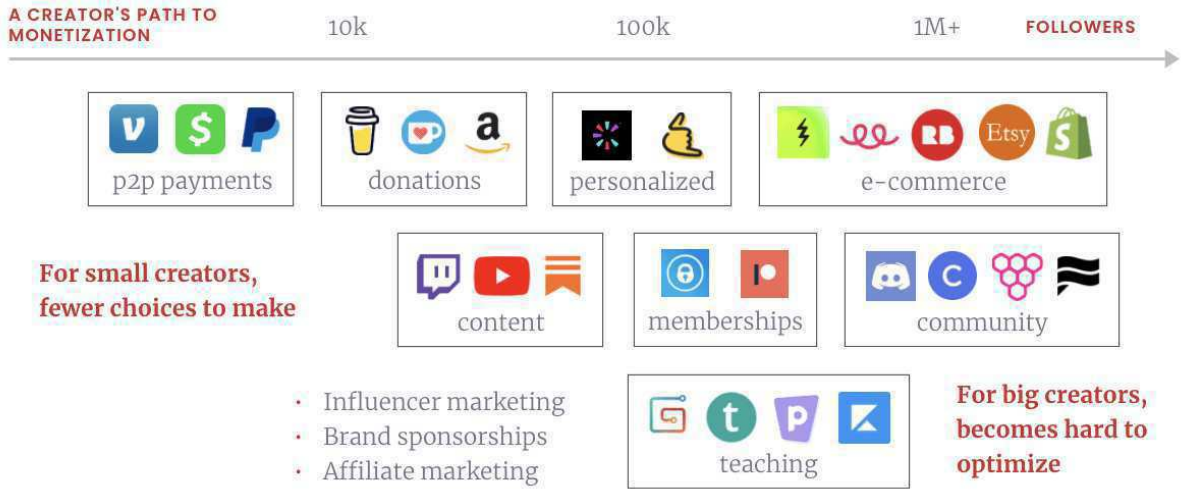 A CREATOR'S PATH TO
MONETIZATION
10k
100k
1M+
FOLLOWERS
p2p payments
donations
personalized
RB
Etsy
e-commerce
For small creators,
fewer choices to make
content
memberships
C
community
Influencer marketing
Brand sponsorships
Affiliate marketing
t
p
teaching
For big creators,
becomes hard to
optimize